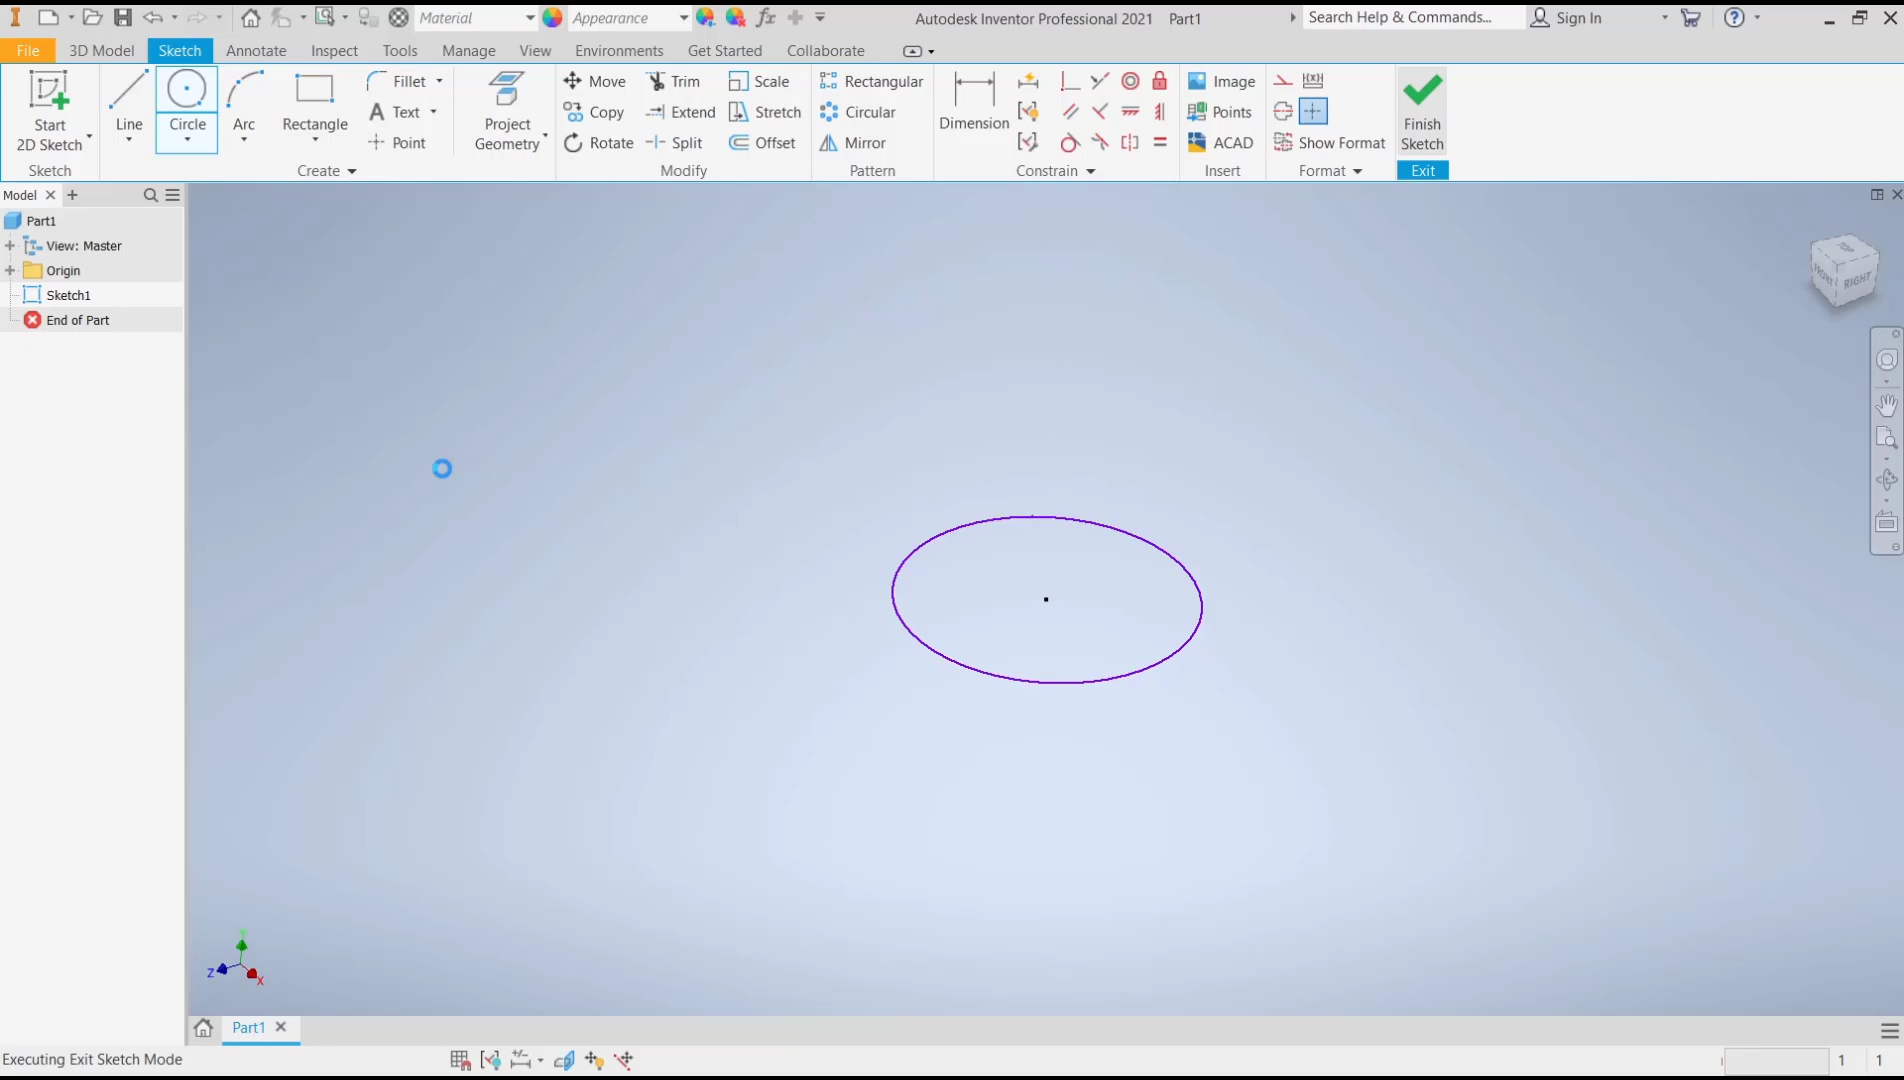 Material
Appearance
Autodesk Inventor Professional 2021 Part1
Search Help & Commands...
Sign In
File
3D Model
Sketch
Annotate
Inspect
Tools
Manage
View
Environments
Get Started
Collaborate
Start
2D Sketch
Line
Circle
Arc
Rectangle
Fillet
Text
Point
Project
Geometry
Move
Copy
Rotate
Trim
Extend
Split
Scale
Stretch
Offset
Rectangular
Circular
Mirror
Dimension
Image
Points
ACAD
Show Format
Finish
Sketch
Sketch
Create
Modify
Pattern
Constrain
Insert
Format
Exit
Model
Part1
View: Master
Origin
Sketch1
End of Part
TOP
FRONT
RIGHT
Y
Z
X
Part1
Executing Exit Sketch Mode
1
1